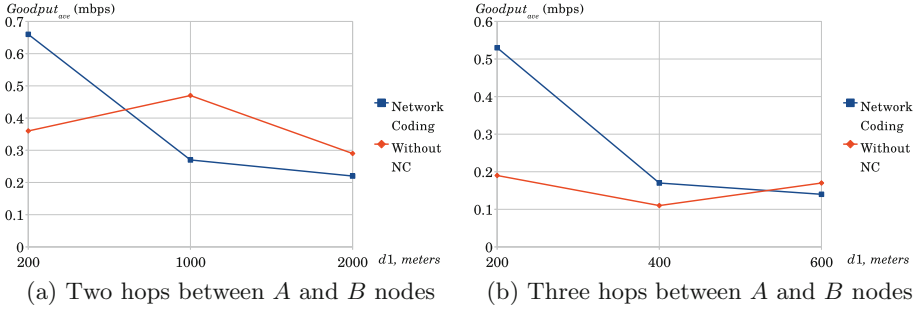 Goodput_ave (mbps)
0.7
0.6
0.5
0.4
0.3
0.2
0.1
0
200 1000 2000 d1, meters
Network
Coding
Without
NC
(a) Two hops between A and B nodes
Goodput_ave (mbps)
0.6
0.5
0.4
0.3
0.2
0.1
0
200 400 600 d1, meters
Network
Coding
Without
NC
(b) Three hops between A and B nodes